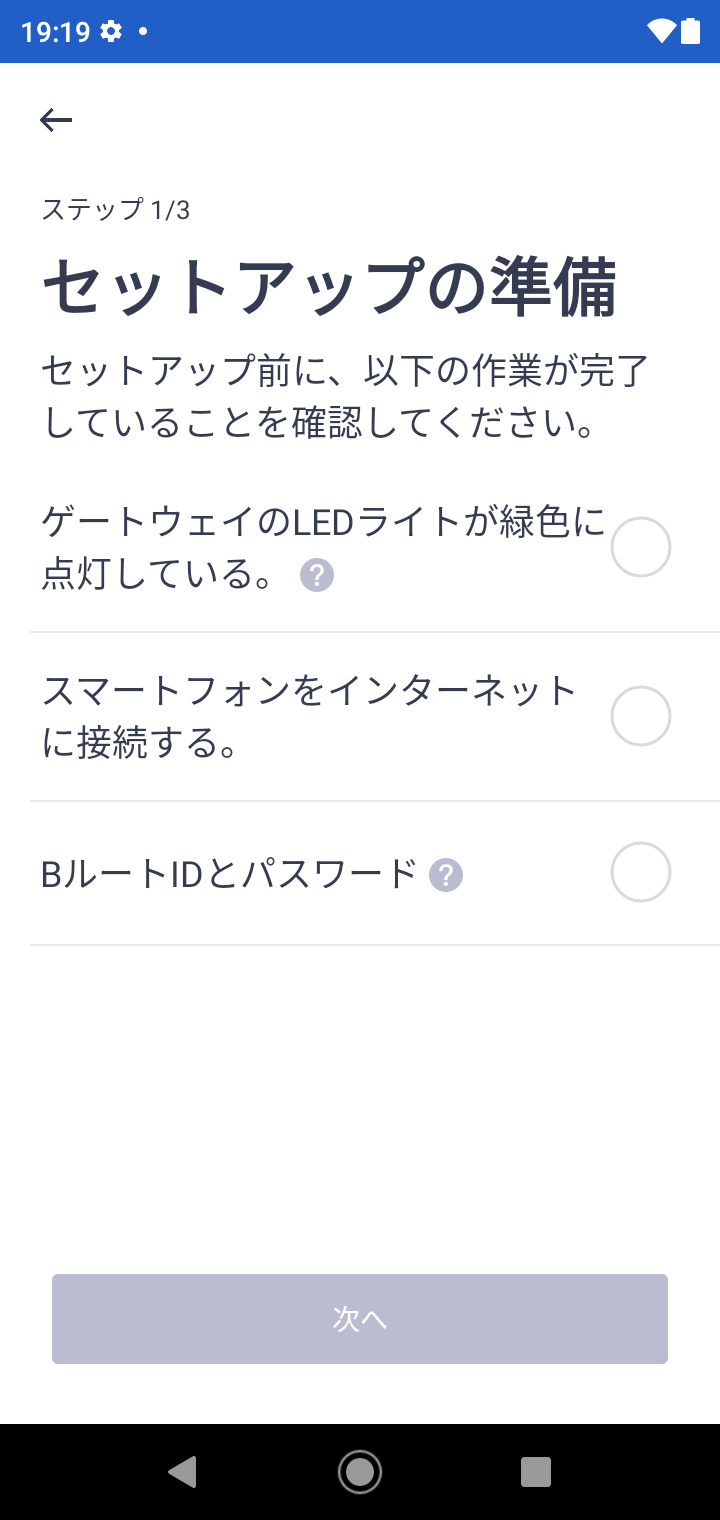 19:19
ステップ 1/3
セットアップの準備
セットアップ前に、以下の作業が完了
していることを確認してください。
ゲートウェイのLEDライトが緑色に
点灯している。 ?
スマートフォンをインターネット
に接続する。
BルートIDとパスワード ?
次へ